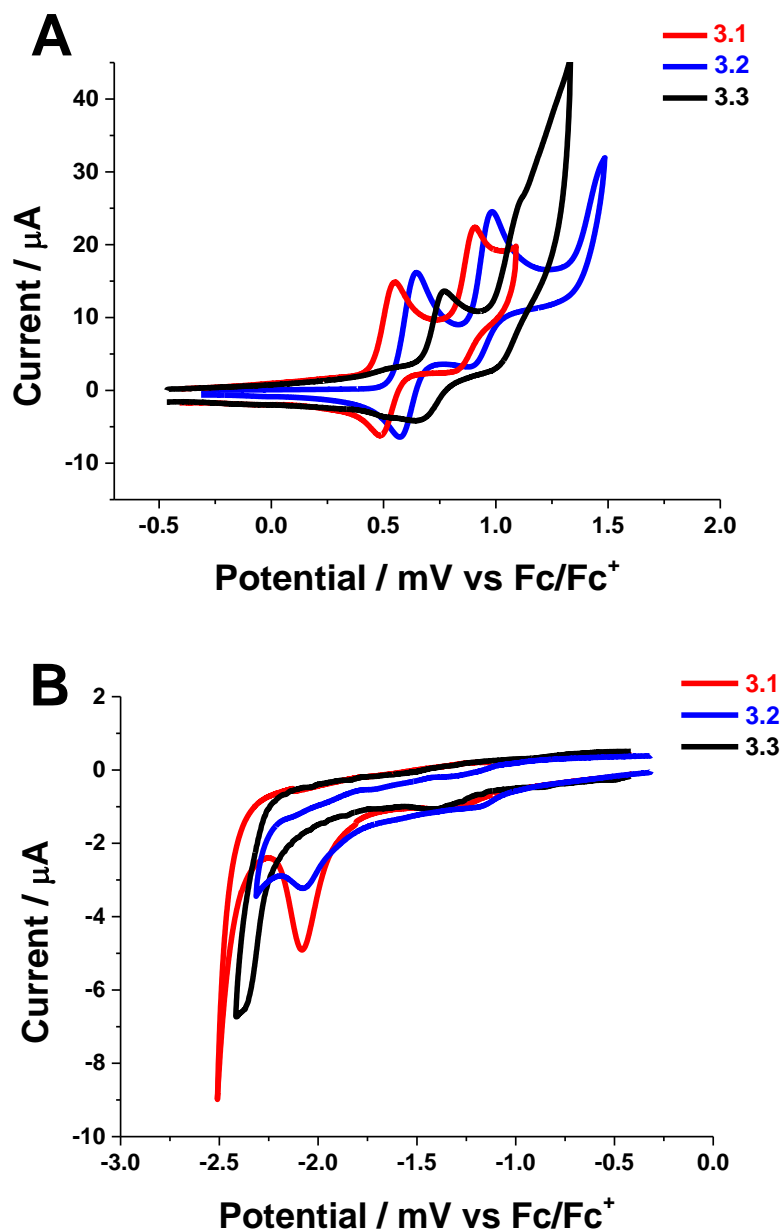 A
3.1
3.2
3.3
40
30
20
10
0
-10
Current / μA
-0.5 0.0 0.5 1.0 1.5 2.0
Potential / mV vs Fc/Fc⁺
B
3.1
3.2
3.3
2
0
-2
-4
-6
-8
-10
Current / μA
-3.0 -2.5 -2.0 -1.5 -1.0 -0.5 0.0
Potential / mV vs Fc/Fc⁺